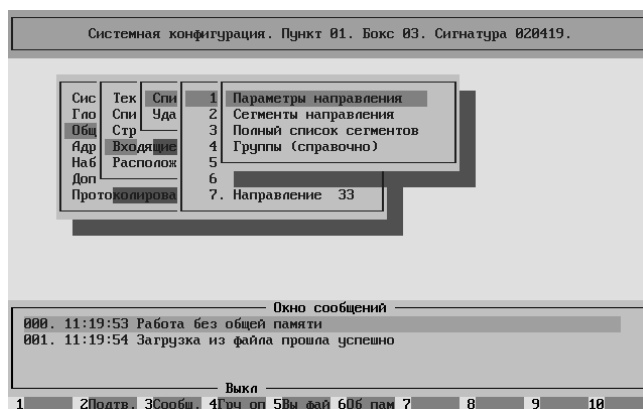 Системная конфигурация. Пункт 01. Бокс 03. Сигнатура 020419.
Сис Тек Спи 1 Параметры направления
Гло Спи Уда 2 Сегменты направления
Общ Стр 3 Полный список сегментов
Адр Входящие 4 Группы (справочно)
Наб Располож 5
Доп 6
Протоколирова 7. Направление 33
Окно сообщений
000. 11:19:53 Работа без общей памяти
001. 11:19:54 Загрузка из файла прошла успешно
Выкл
1 2Подтв. 3Сообщ. 4Гру оп 5Вы фай 6Об пам 7 8 9 10